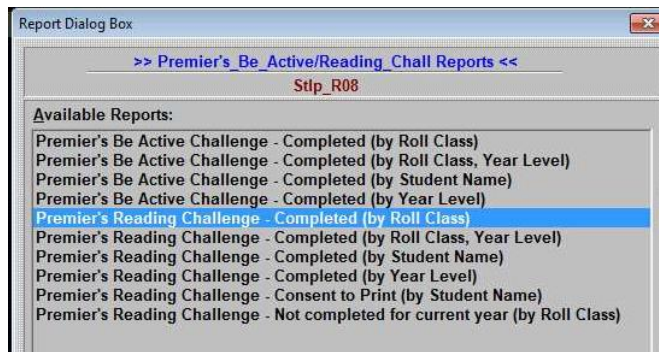 Report Dialog Box
>> Premier's_Be_Active/Reading_Chall Reports <<
Stlp_R08
Available Reports:
Premier's Be Active Challenge - Completed (by Roll Class)
Premier's Be Active Challenge - Completed (by Roll Class, Year Level)
Premier's Be Active Challenge - Completed (by Student Name)
Premier's Be Active Challenge - Completed (by Year Level)
Premier's Reading Challenge - Completed (by Roll Class)
Premier's Reading Challenge - Completed (by Roll Class, Year Level)
Premier's Reading Challenge - Completed (by Student Name)
Premier's Reading Challenge - Completed (by Year Level)
Premier's Reading Challenge - Consent to Print (by Student Name)
Premier's Reading Challenge - Not completed for current year (by Roll Class)